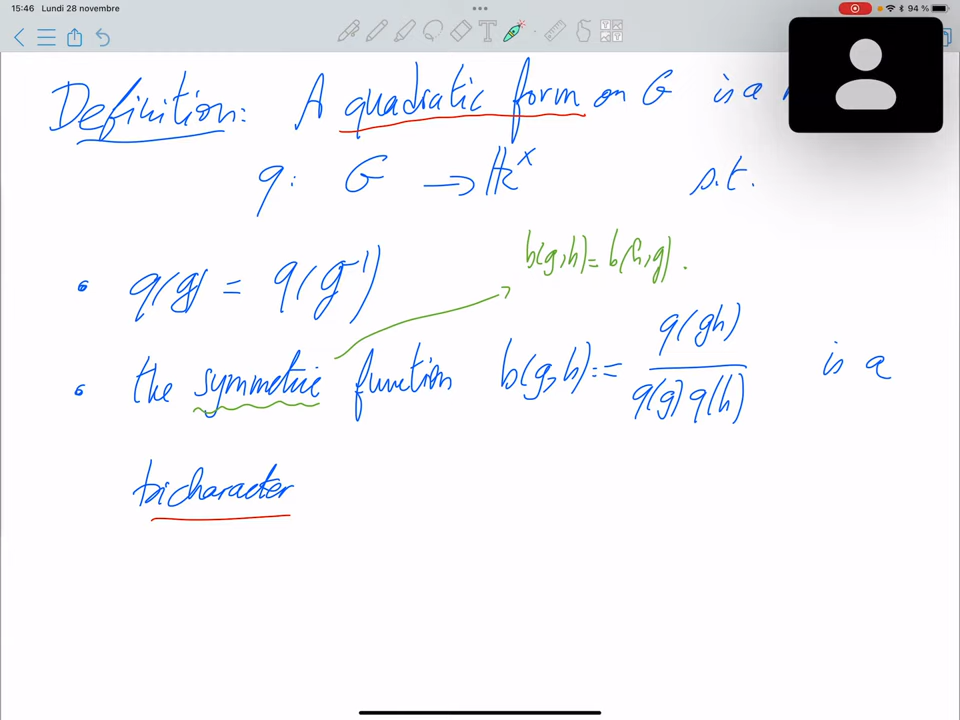 15:46 Lundi 28 novembre
94 %
Definition: A quadratic form on G is a
q: G → 𝕜^× s.t.
b(g,h) = b(h,g).
• q(g) = q(g^{-1})
• the symmetric function b(g,h) := q(gh) / q(g) q(h) is a
bicharacter